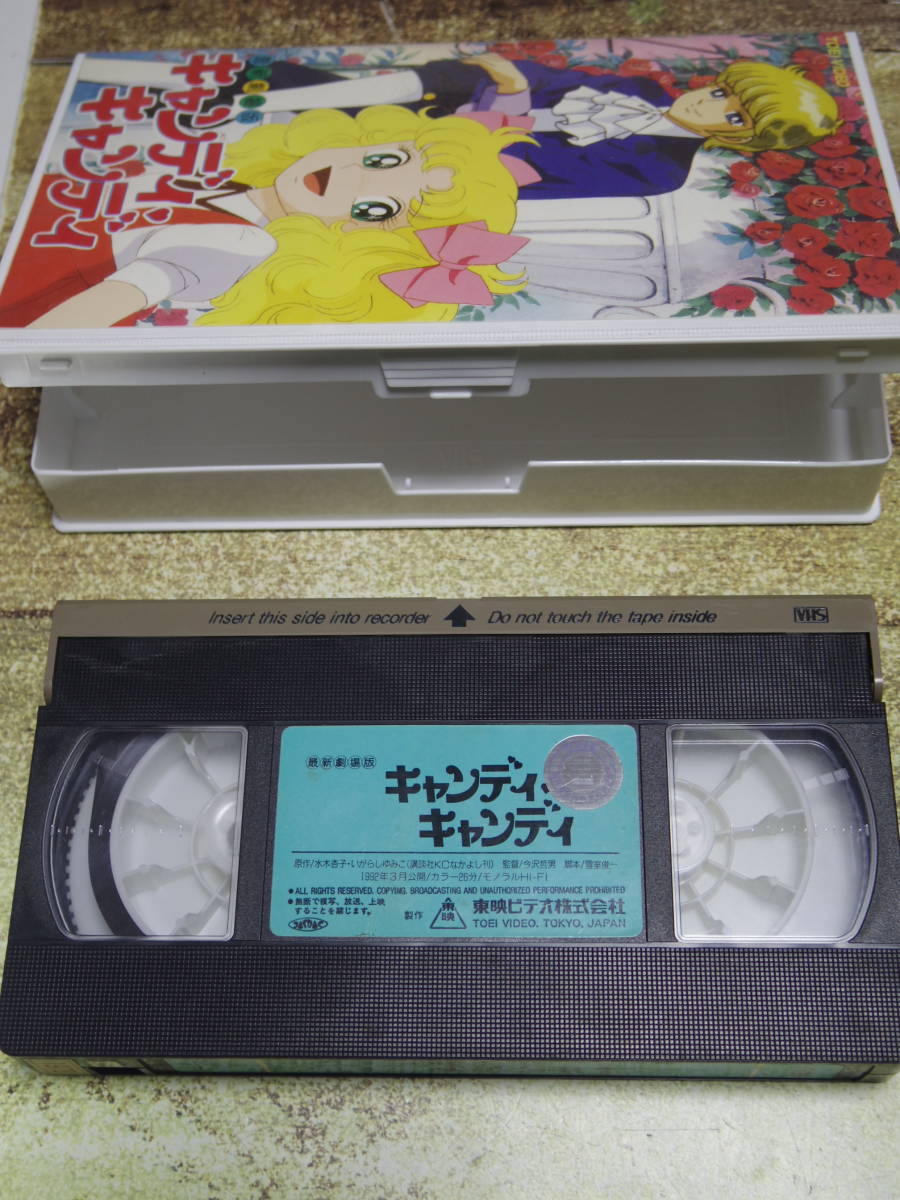 TOEI VIDEO
キャンディ・
キャンディ
VHS
Insert this side into recorder
Do not touch the tape inside
VHS
最新劇場版
キャンディ・
キャンディ
原作/水木杏子・いがらしゆみこ(講談社KCなかよし刊) 監督/今沢哲男 脚本/雪室俊一
1992年3月公開/カラー26分/モノラルHI-FI
●ALL RIGHTS RESERVED. COPYING, BROADCASTING AND UNAUTHORIZED PERFORMANCE PROHIBITED
●無断で複写、放送、上映
することを禁じます。
製作 東映 東映ビデオ株式会社
TOEI VIDEO, TOKYO, JAPAN